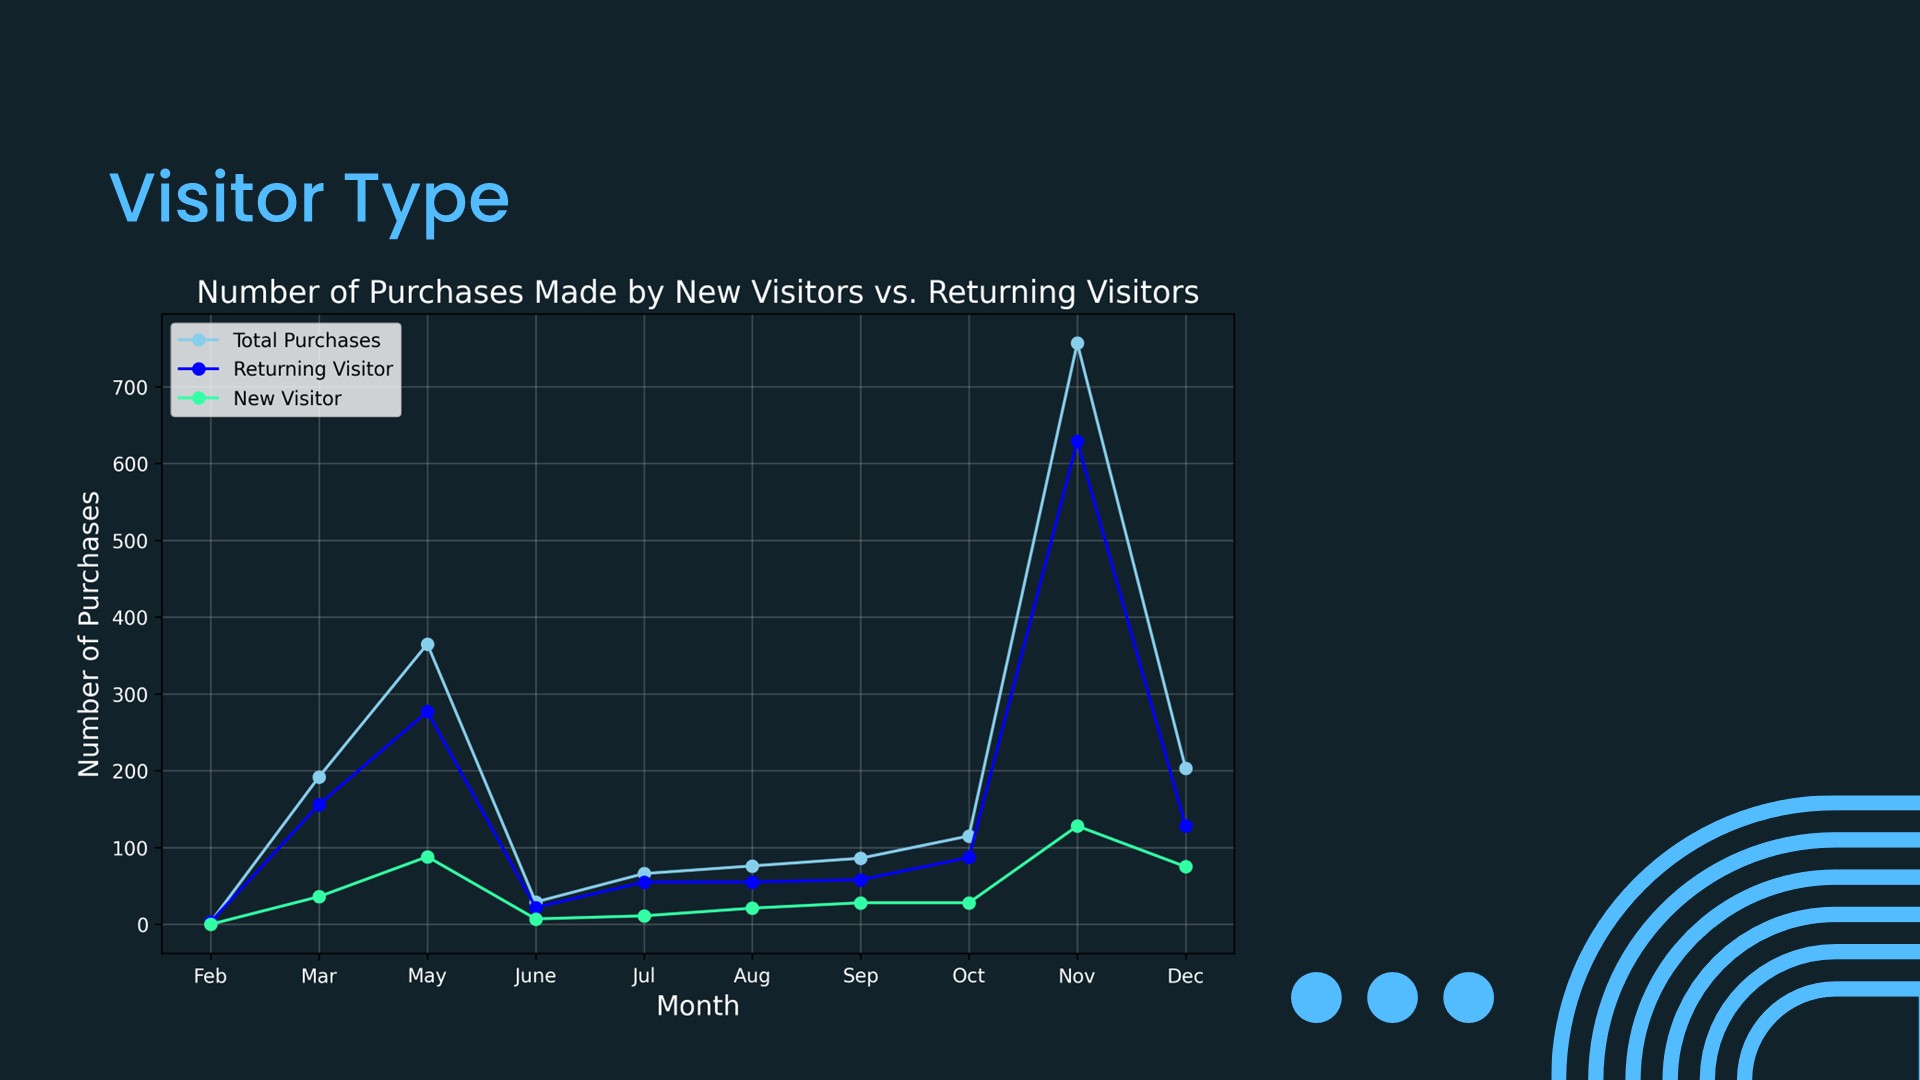 Visitor Type
Number of Purchases Made by New Visitors vs. Returning Visitors
Total Purchases
Returning Visitor
New Visitor
Number of Purchases
700
600
500
400
300
200
100
0
Feb Mar May June Jul Aug Sep Oct Nov Dec
Month